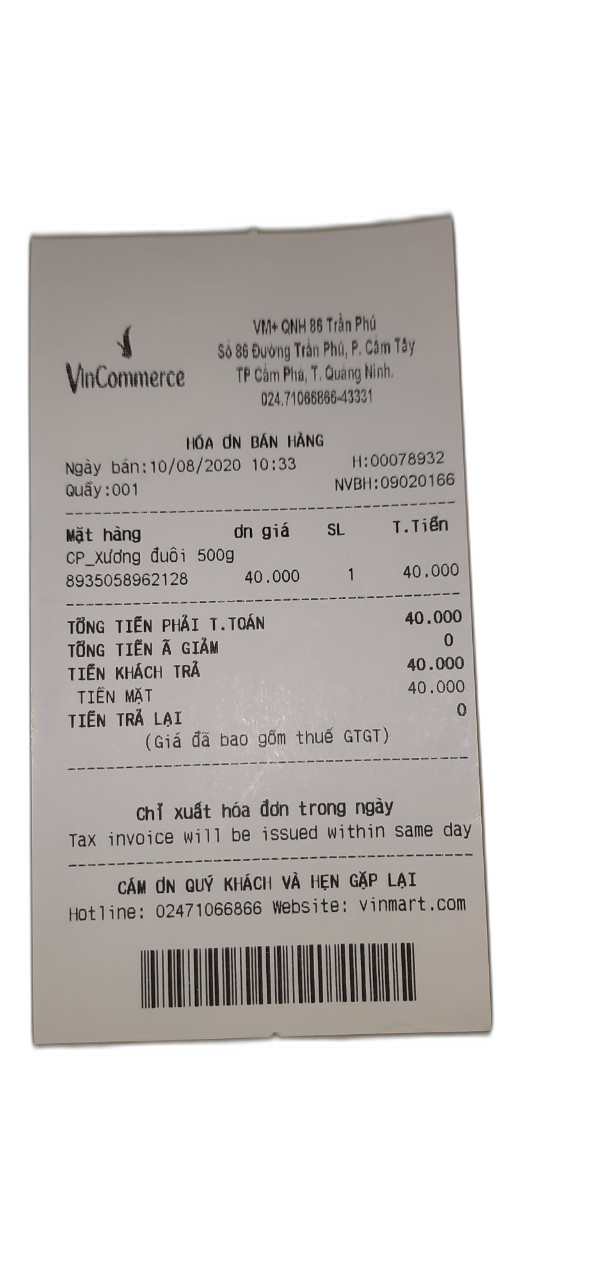 VinCommerce
VM+ QNH 86 Trần Phú
Số 86 Đường Trần Phú, P. Cẩm Tây
TP Cẩm Phả, T. Quảng Ninh.
024.71066866-43331
HÓA ƠN BÁN HÀNG
Ngày bán:10/08/2020 10:33 H:00078932
Quầy:001 NVBH:09020166
Mặt hàng ơn giá SL T.Tiền
CP_Xương đuôi 500g
8935058962128 40.000 1 40.000
TỔNG TIỀN PHẢI T.TOÁN 40.000
TỔNG TIỀN Ã GIẢM 0
TIỀN KHÁCH TRẢ 40.000
TIỀN MẶT 40.000
TIỀN TRẢ LẠI 0
(Giá đã bao gồm thuế GTGT)
Chỉ xuất hóa đơn trong ngày
Tax invoice will be issued within same day
CÁM ƠN QUÝ KHÁCH VÀ HẸN GẶP LẠI
Hotline: 02471066866 Website: vinmart.com